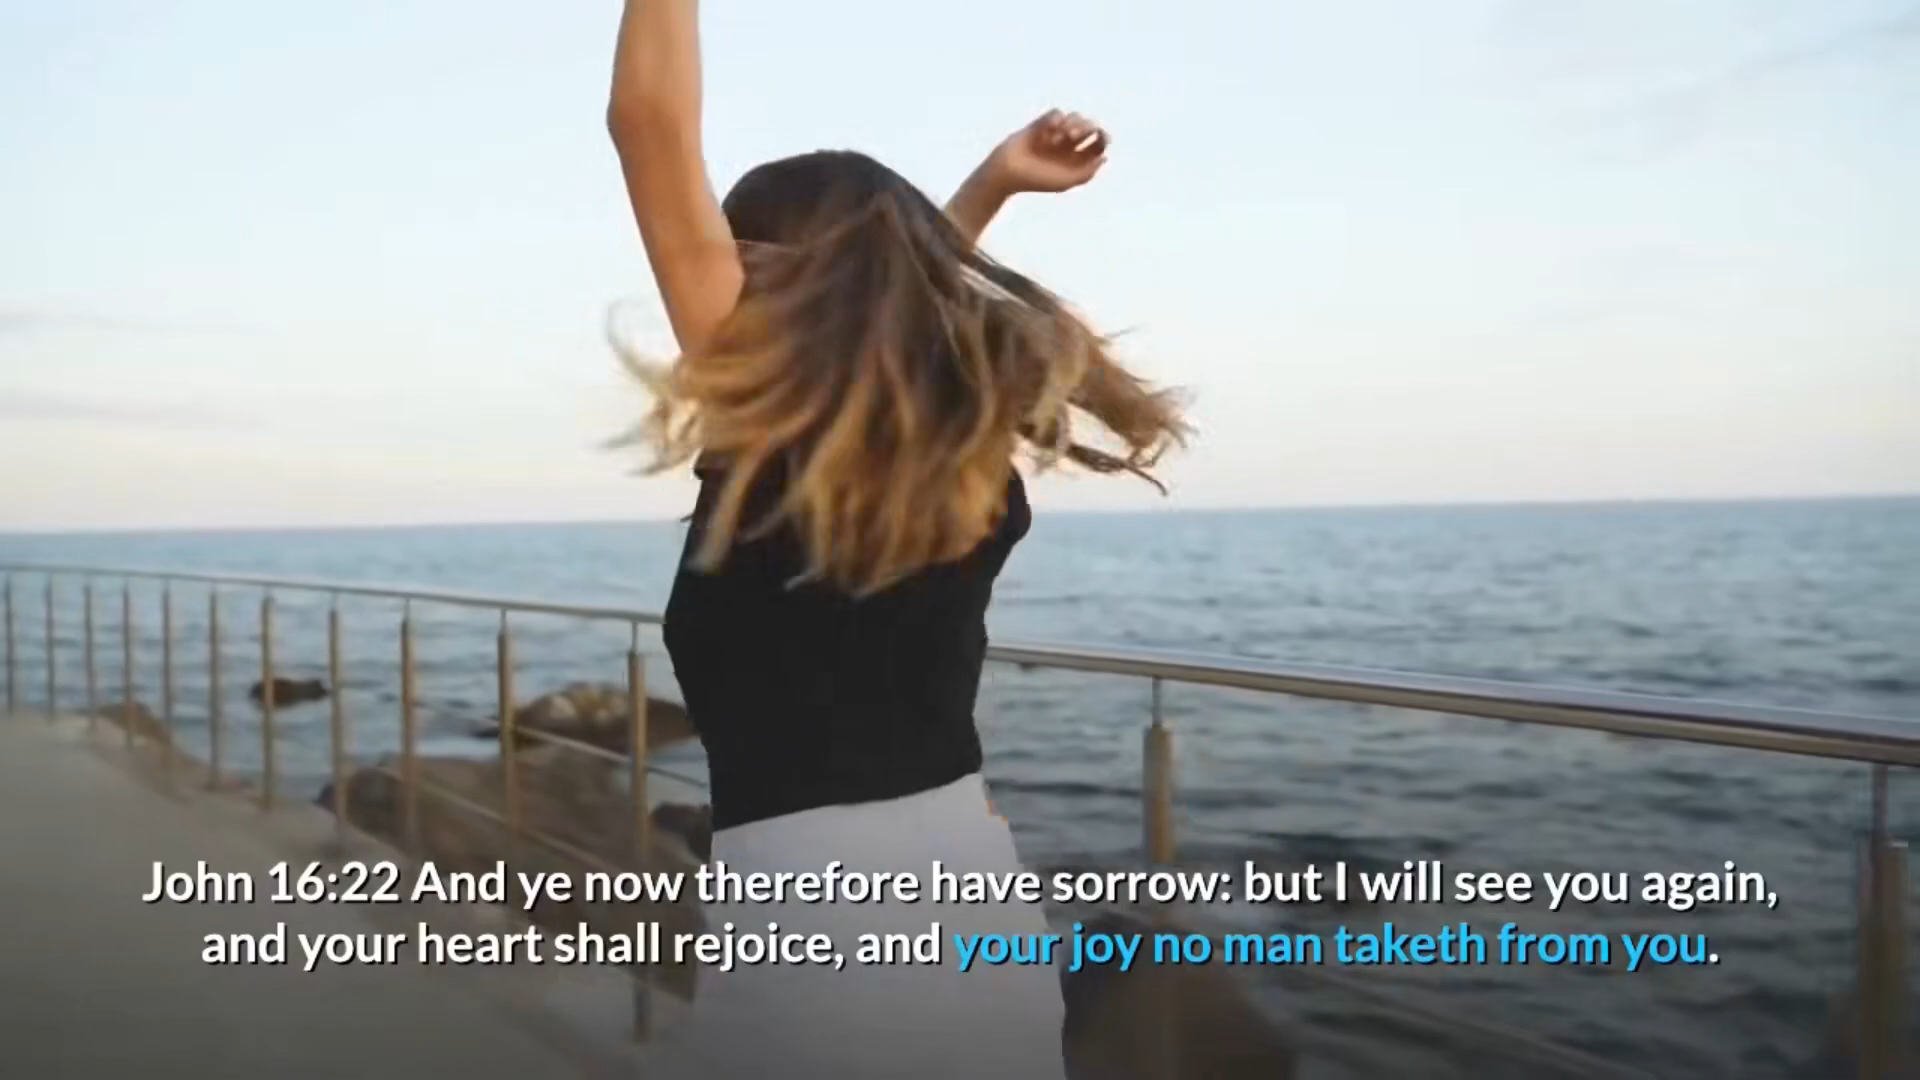 John 16:22 And ye now therefore have sorrow: but I will see you again,
and your heart shall rejoice, and your joy no man taketh from you.